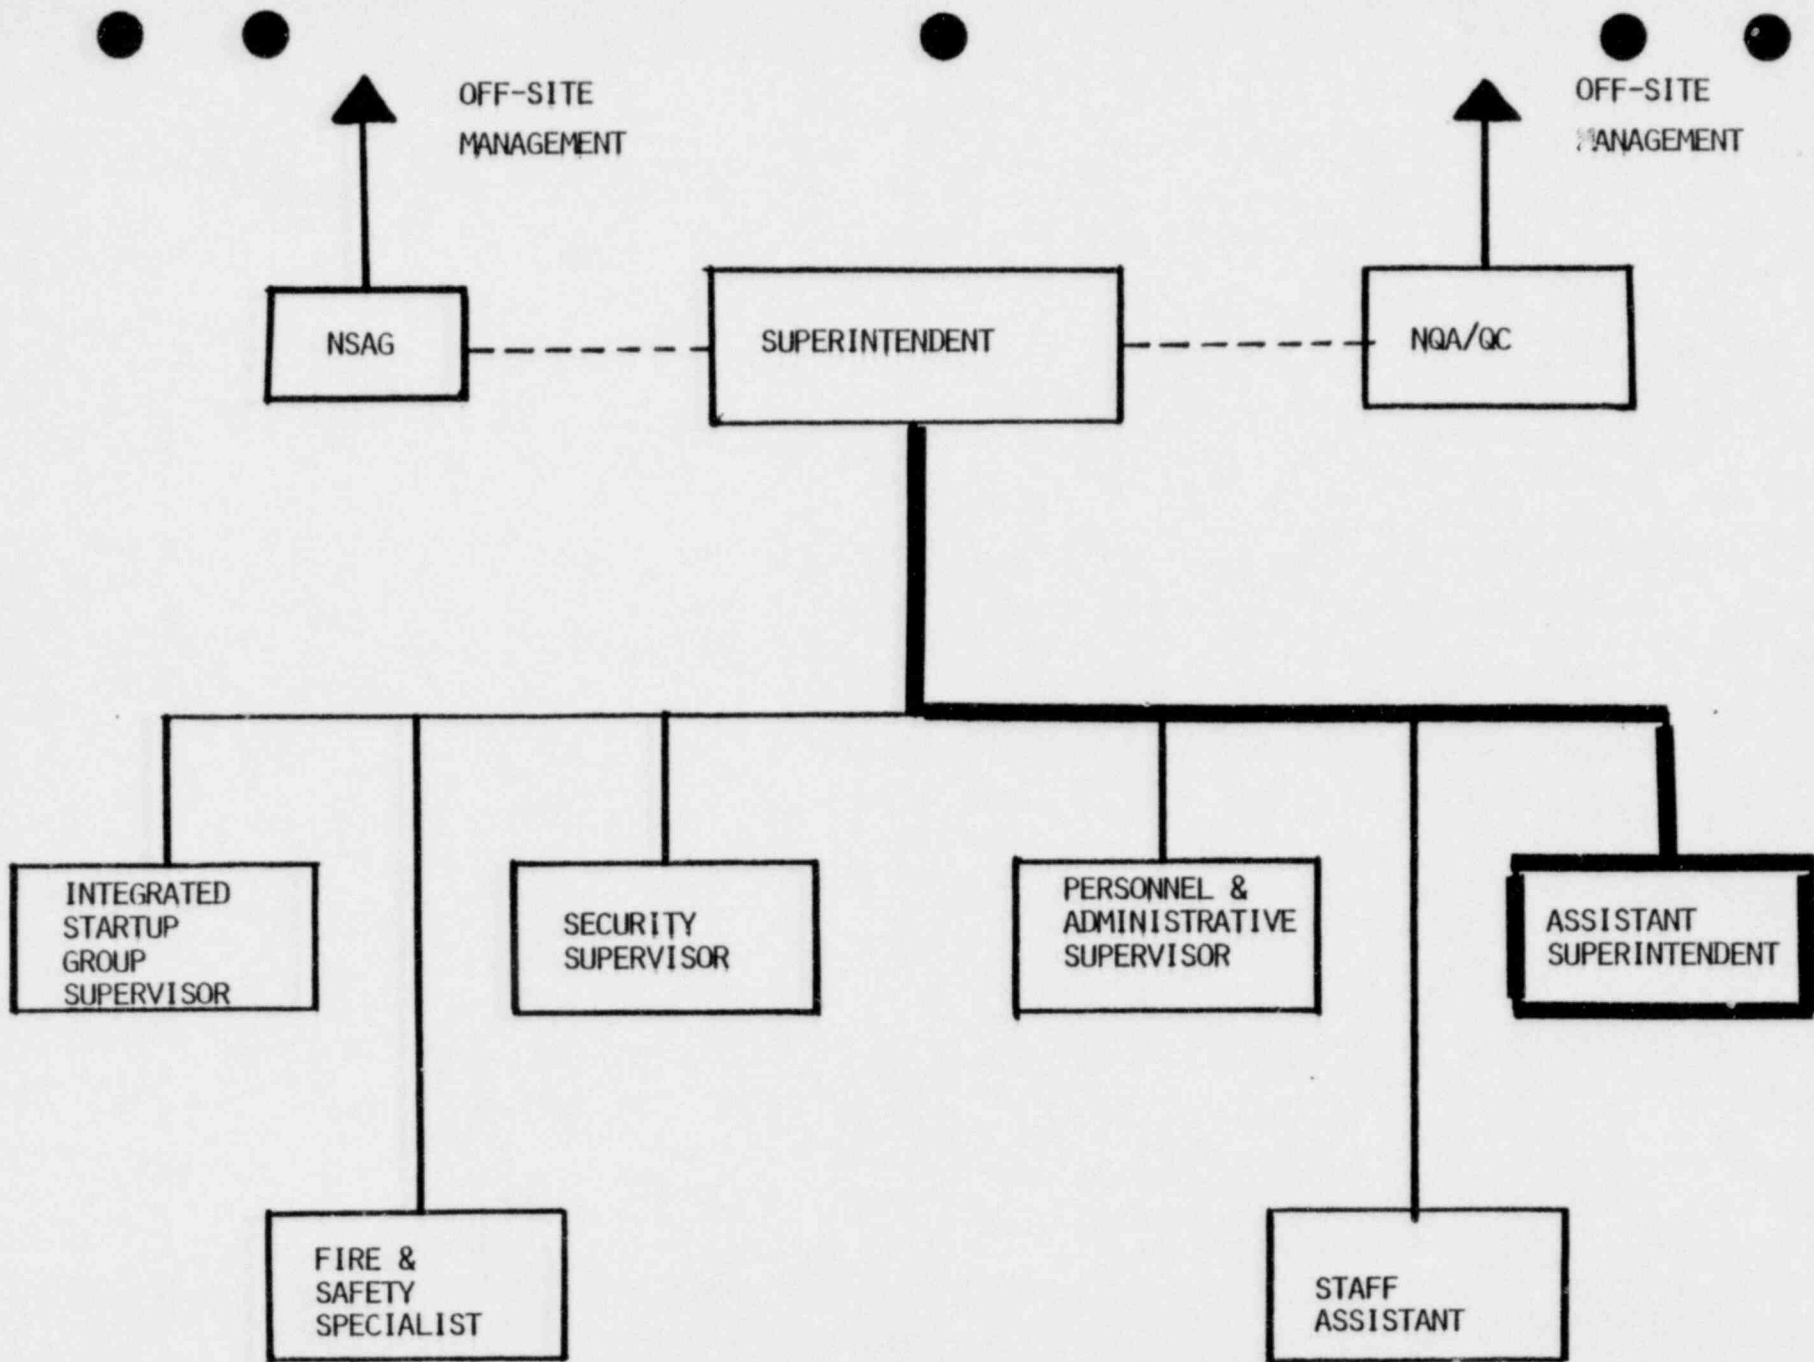 OFF-SITE
MANAGEMENT
OFF-SITE
MANAGEMENT
NSAG
SUPERINTENDENT
NQA/QC
INTEGRATED
STARTUP
GROUP
SUPERVISOR
SECURITY
SUPERVISOR
PERSONNEL &
ADMINISTRATIVE
SUPERVISOR
ASSISTANT
SUPERINTENDENT
FIRE &
SAFETY
SPECIALIST
STAFF
ASSISTANT